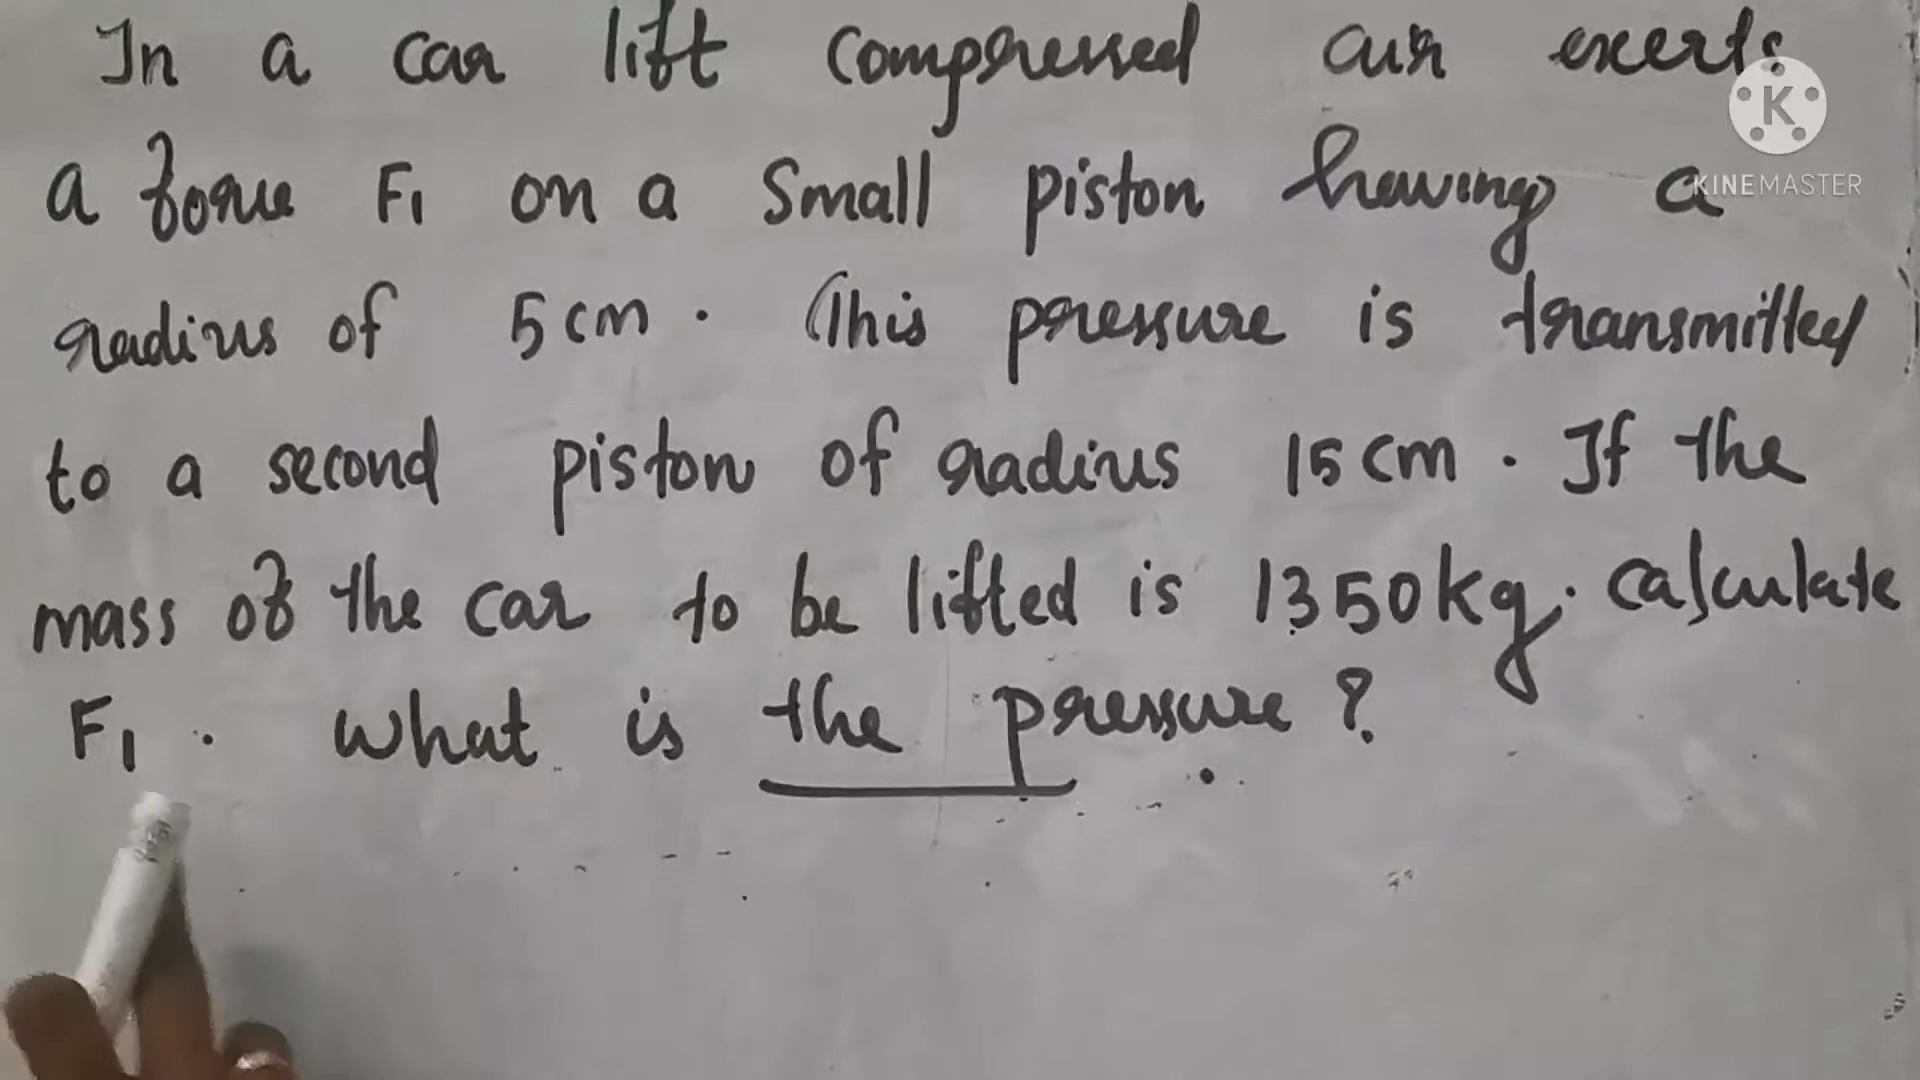 In a car lift compressed air exerts
K
KINEMASTER
a force F1 on a small piston having a
radius of 5cm. This pressure is transmitted
to a second piston of radius 15cm. If the
mass of the car to be lifted is 1350kg. calculate
F1. What is the pressure?